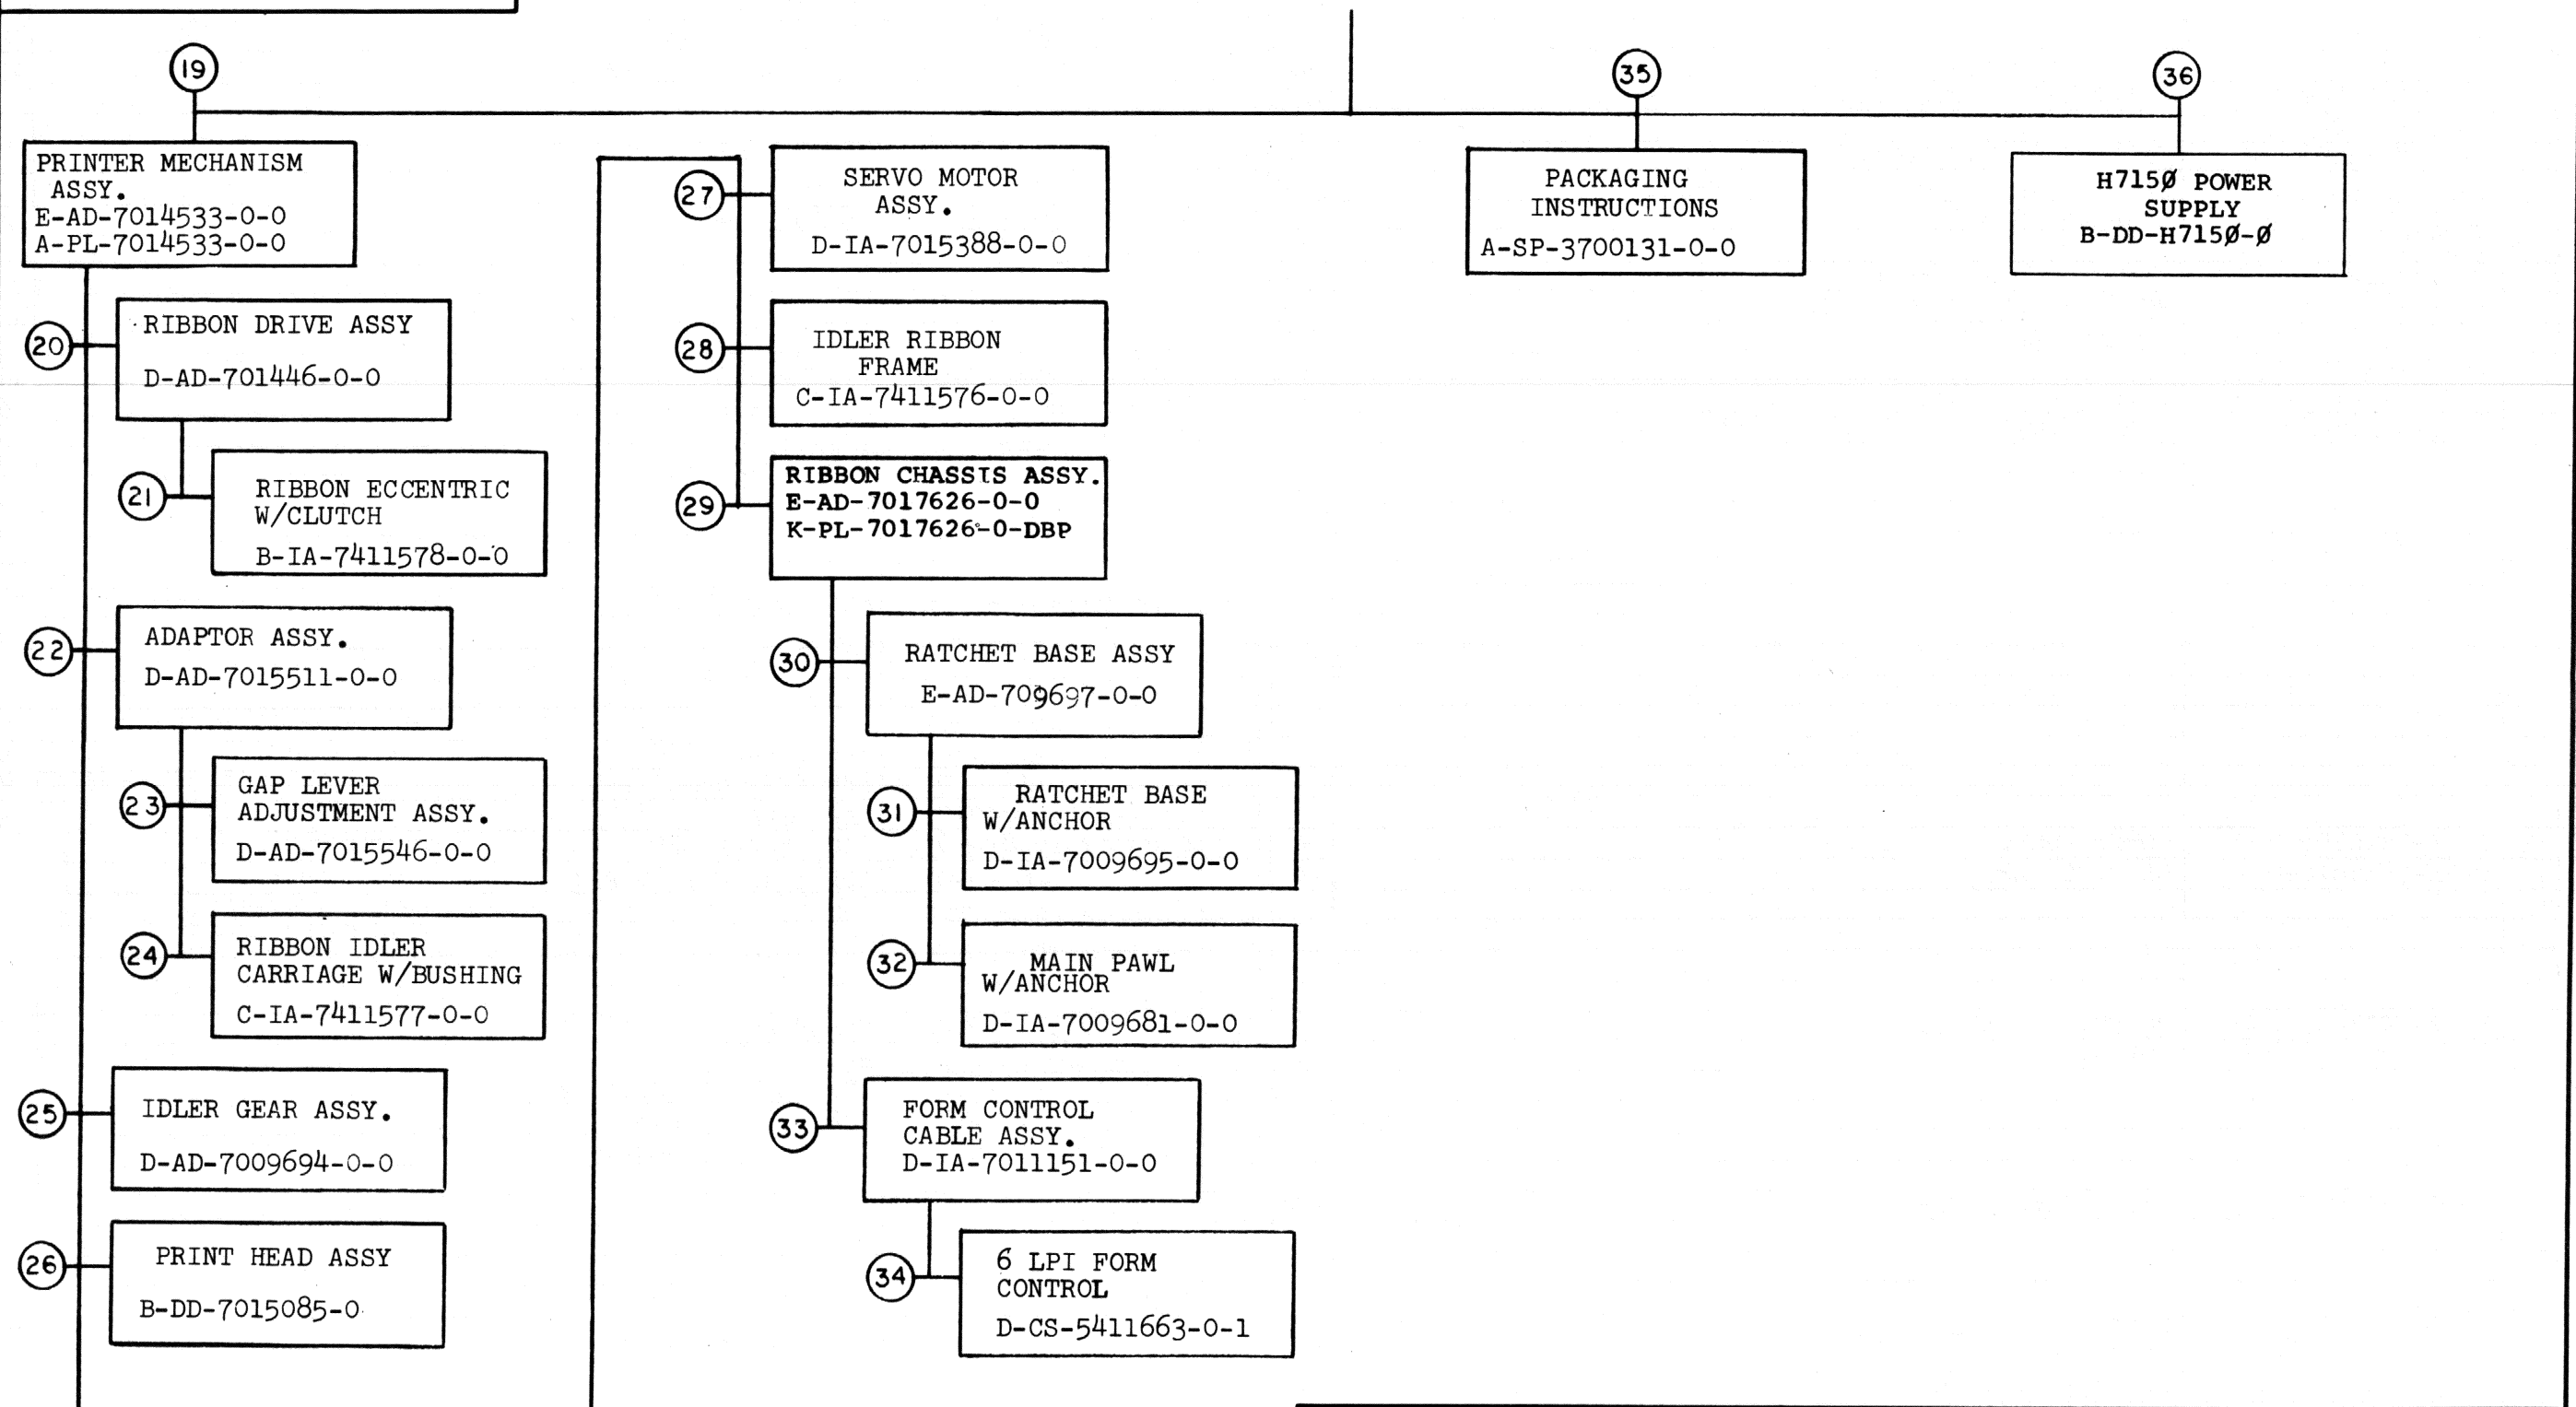 19
PRINTER MECHANISM
ASSY.
E-AD-7014533-0-0
A-PL-7014533-0-0
20
RIBBON DRIVE ASSY
D-AD-701446-0-0
21
RIBBON ECCENTRIC
W/CLUTCH
B-IA-7411578-0-0
22
ADAPTOR ASSY.
D-AD-7015511-0-0
23
GAP LEVER
ADJUSTMENT ASSY.
D-AD-7015546-0-0
24
RIBBON IDLER
CARRIAGE W/BUSHING
C-IA-7411577-0-0
25
IDLER GEAR ASSY.
D-AD-7009694-0-0
26
PRINT HEAD ASSY
B-DD-7015085-0
27
SERVO MOTOR
ASSY.
D-IA-7015388-0-0
28
IDLER RIBBON
FRAME
C-IA-7411576-0-0
29
RIBBON CHASSIS ASSY.
E-AD-7017626-0-0
K-PL-7017626-0-DBP
30
RATCHET BASE ASSY
E-AD-709697-0-0
31
RATCHET BASE
W/ANCHOR
D-IA-7009695-0-0
32
MAIN PAWL
W/ANCHOR
D-IA-7009681-0-0
33
FORM CONTROL
CABLE ASSY.
D-IA-7011151-0-0
34
6 LPI FORM
CONTROL
D-CS-5411663-0-1
35
PACKAGING
INSTRUCTIONS
A-SP-3700131-0-0
36
H715Ø POWER
SUPPLY
B-DD-H715Ø-Ø